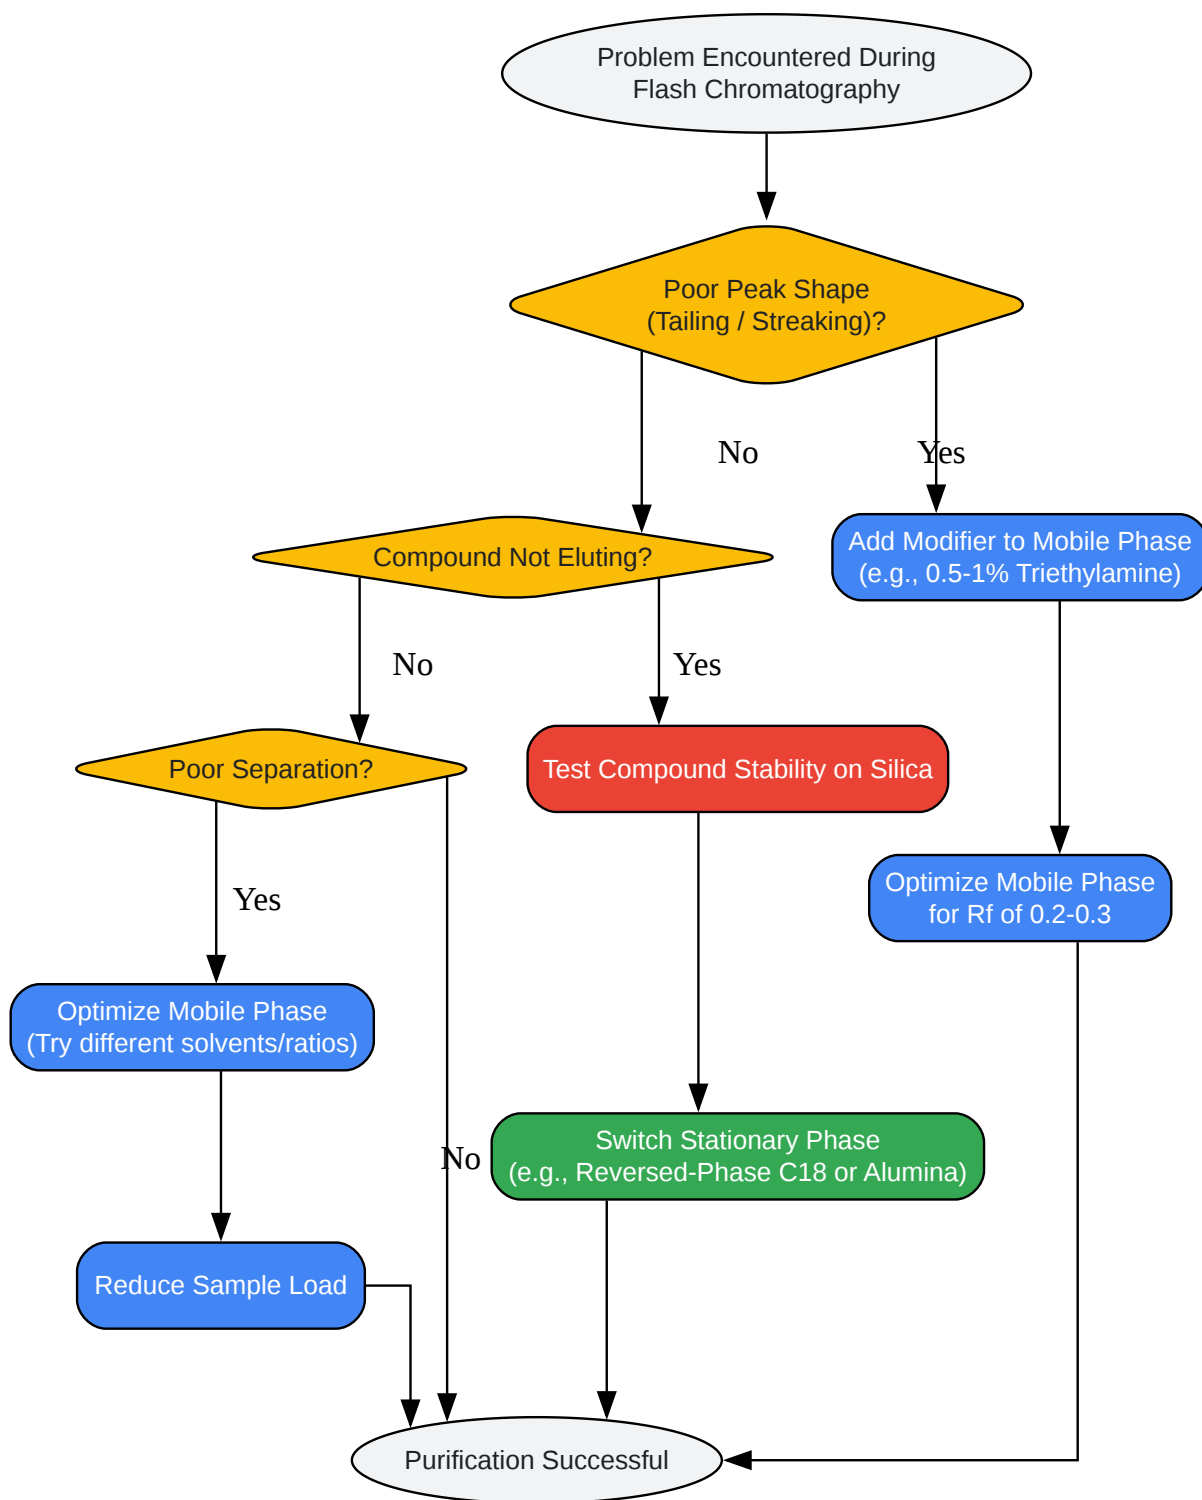 Problem Encountered During
Flash Chromatography
Poor Peak Shape
(Tailing / Streaking)?
No
Yes
Compound Not Eluting?
Add Modifier to Mobile Phase
(e.g., 0.5-1% Triethylamine)
No
Yes
Poor Separation?
Test Compound Stability on Silica
Yes
Optimize Mobile Phase
for Rf of 0.2-0.3
Optimize Mobile Phase
(Try different solvents/ratios)
No
Switch Stationary Phase
(e.g., Reversed-Phase C18 or Alumina)
Reduce Sample Load
Purification Successful